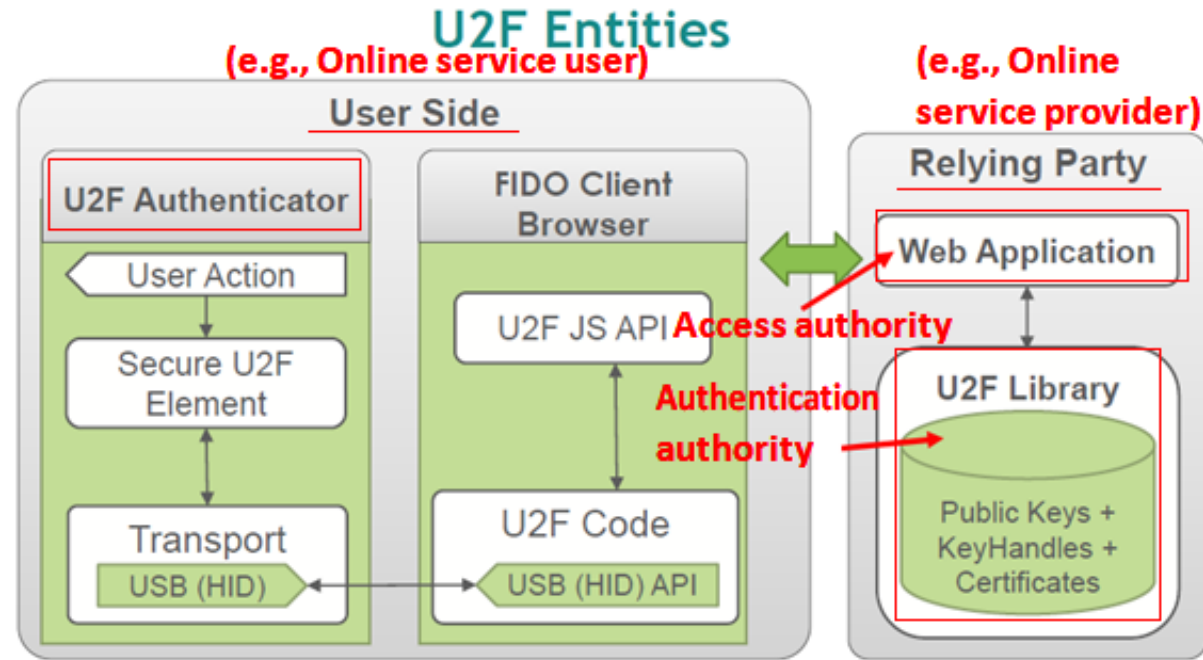 U2F Entities
(e.g., Online service user)
(e.g., Online
service provider)
User Side
Relying Party
U2F Authenticator
User Action
Secure U2F
Element
Transport
USB (HID)
FIDO Client
Browser
U2F JS API
U2F Code
USB (HID) API
Web Application
Access authority
Authentication
authority
U2F Library
Public Keys +
KeyHandles +
Certificates